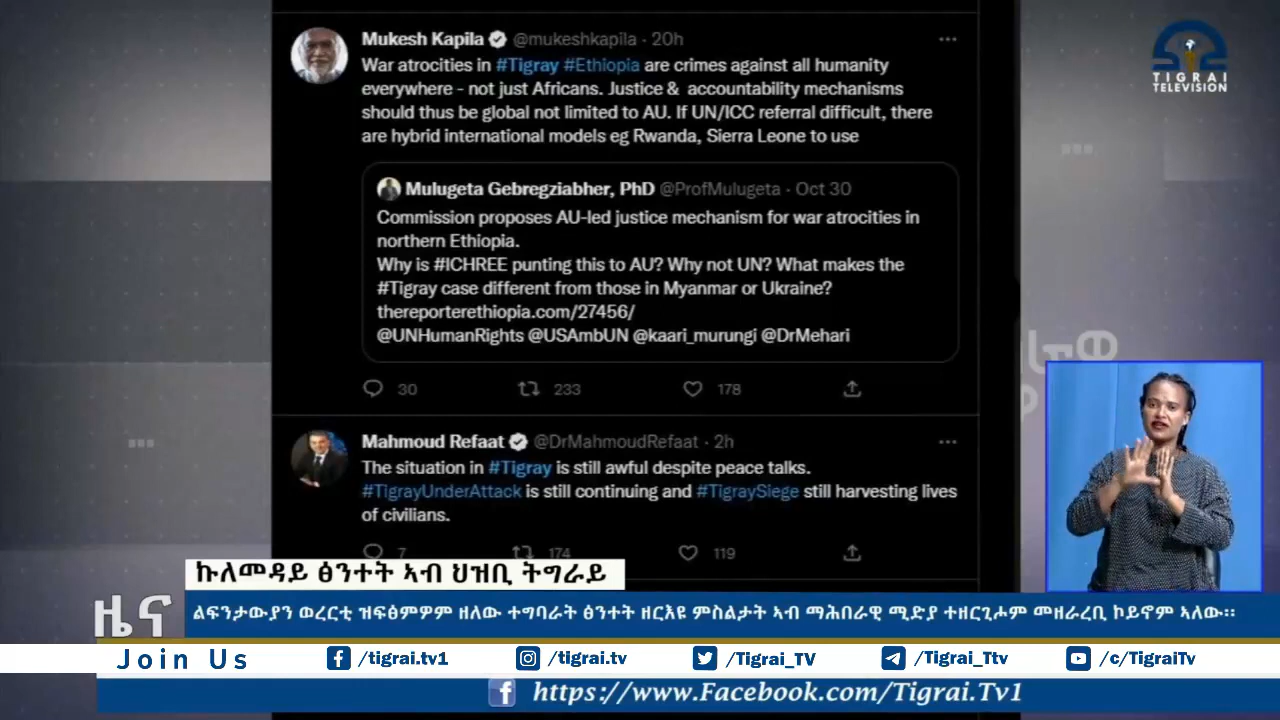 Mukesh Kapila @mukeshkapila · 20h
War atrocities in #Tigray #Ethiopia are crimes against all humanity
everywhere - not just Africans. Justice & accountability mechanisms
should thus be global not limited to AU. If UN/ICC referral difficult, there
are hybrid international models eg Rwanda, Sierra Leone to use
Mulugeta Gebregziabher, PhD @ProfMulugeta · Oct 30
Commission proposes AU-led justice mechanism for war atrocities in
northern Ethiopia.
Why is #ICHREE punting this to AU? Why not UN? What makes the
#Tigray case different from those in Myanmar or Ukraine?
thereporterethiopia.com/27456/
@UNHumanRights @USAmbUN @kaari_murungi @DrMehari
30 233 178
Mahmoud Refaat @DrMahmoudRefaat · 2h
The situation in #Tigray is still awful despite peace talks.
#TigrayUnderAttack is still continuing and #TigraySiege still harvesting lives
of civilians.
7 174 119
TIGRAI
TELEVISION
ኩለመዳይ ፅንተት ኣብ ህዝቢ ትግራይ
ዜና
ልፍንታውያን ወረርቲ ዝፍፅምዎም ዘለው ተግባራት ፅንተት ዘርእዩ ምስልታት ኣብ ማሕበራዊ ሚድያ ተዘርጊሖም መዘራረቢ ኮይኖም ኣለው።
Join Us /tigrai.tv1 /tigrai.tv /Tigrai_TV /Tigrai_Ttv /c/TigraiTv
https://www.Facebook.com/Tigrai.Tv1